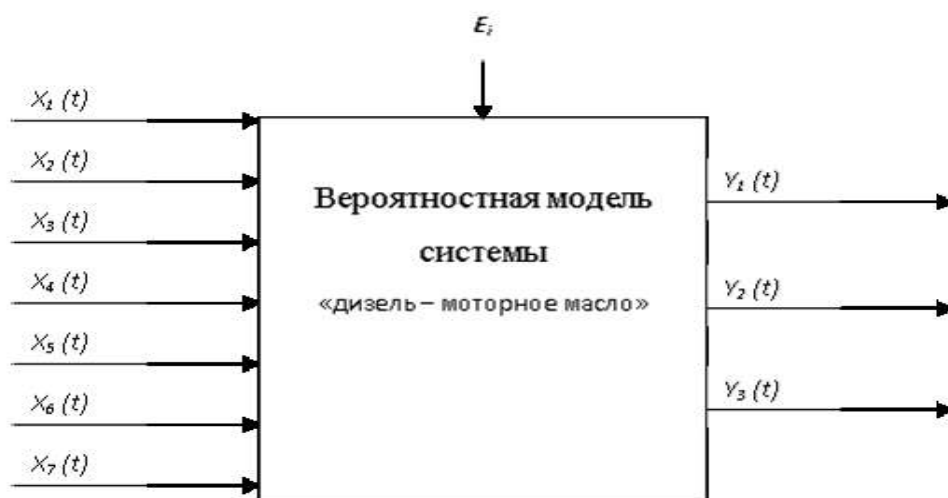 Eᵢ
X₁ (t)
X₂ (t)
X₃ (t)
X₄ (t)
X₅ (t)
X₆ (t)
X₇ (t)
Вероятностная модель
системы
«дизель – моторное масло»
Y₁ (t)
Y₂ (t)
Y₃ (t)